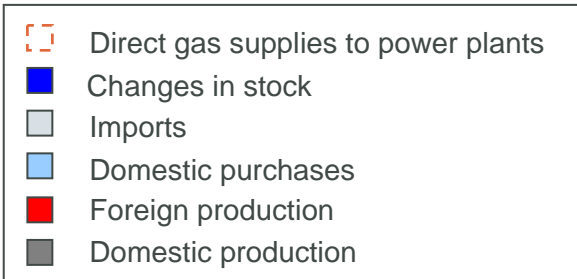 Direct gas supplies to power plants
Changes in stock
Imports
Domestic purchases
Foreign production
Domestic production